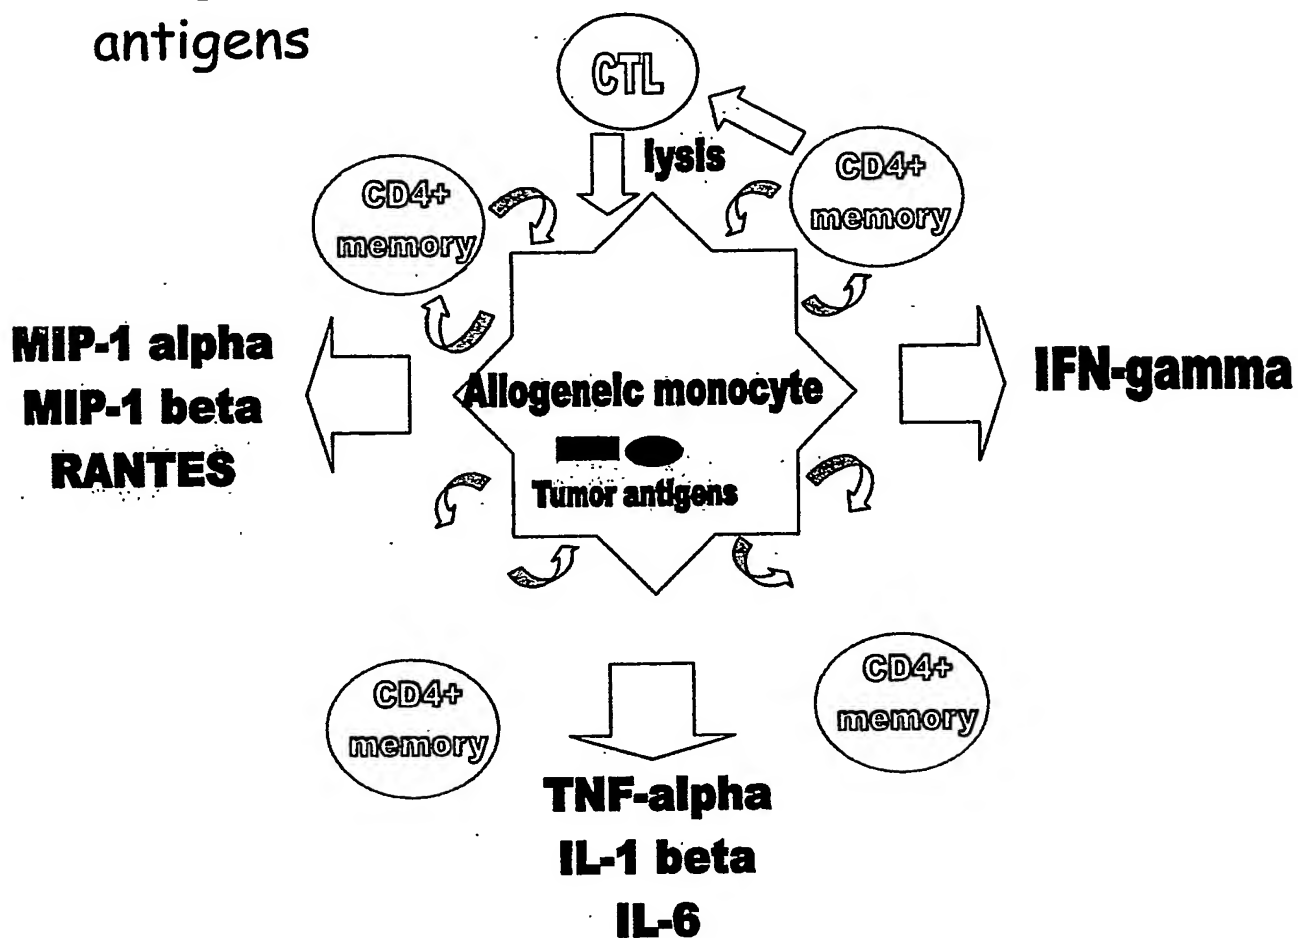 antigens
CTL
lysis
CD4+
memory
CD4+
memory
MIP-1 alpha
MIP-1 beta
RANTES
Allogeneic monocyte
IFN-gamma
Tumor antigens
CD4+
memory
CD4+
memory
TNF-alpha
IL-1 beta
IL-6